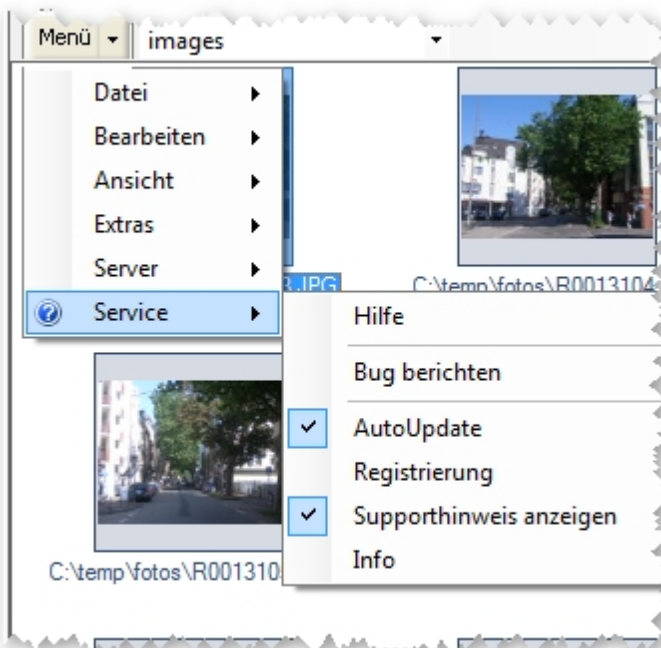 Menü images
Datei
Bearbeiten
Ansicht
Extras
Server
.JPG C:\temp\fotos\R0013104
Service
Hilfe
Bug berichten
AutoUpdate
Registrierung
Supporthinweis anzeigen
Info
C:\temp\fotos\R001310